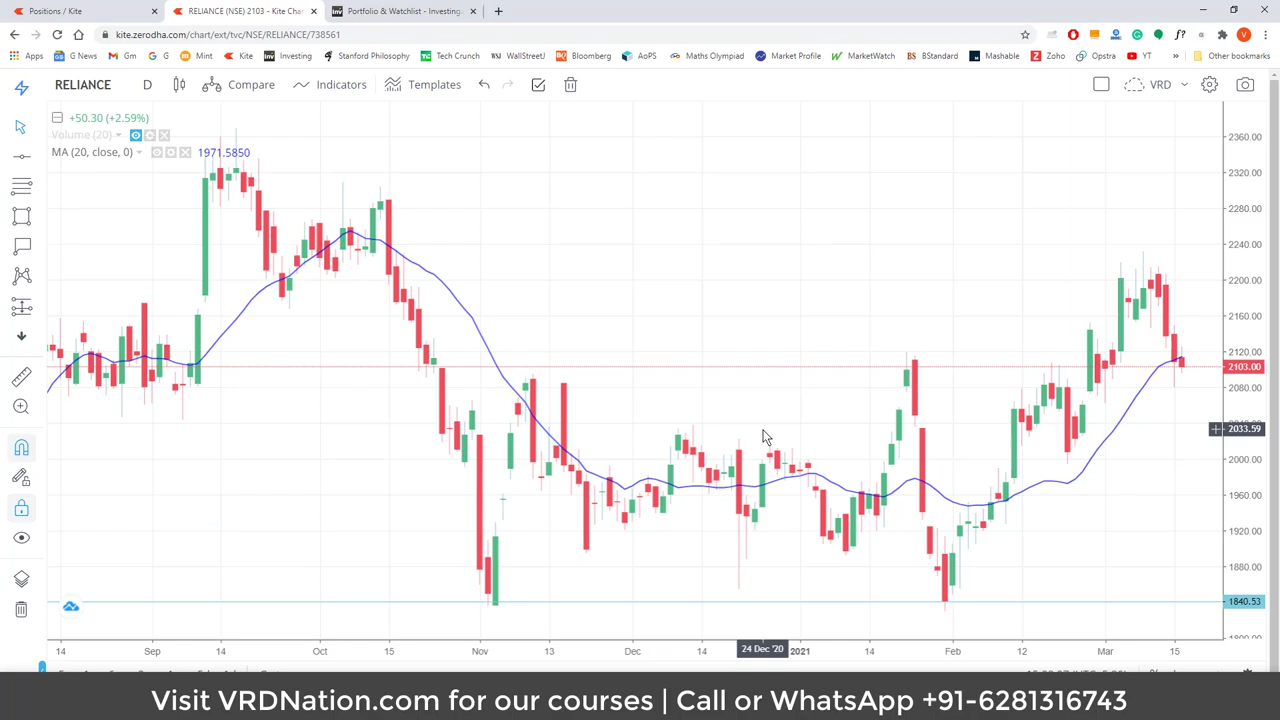 Positions / Kite
RELIANCE (NSE) 2103 - Kite Cha
Portfolio & Watchlist - Investing.
kite.zerodha.com/chart/ext/tvc/NSE/RELIANCE/738561
Apps G News Gm G Mint Kite Investing Stanford Philosophy Tech Crunch WallStreet Bloomberg AoPS Maths Olympiad Market Profile MarketWatch BStandard Mashable Zoho Opstra YT Other bookmarks
RELIANCE D Compare Indicators Templates VRD
+50.30 (+2.59%)
Volume (20)
MA (20, close, 0) 1971.5850
2360.00
2320.00
2280.00
2240.00
2200.00
2160.00
2120.00
2103.00
2080.00
2033.59
2000.00
1960.00
1920.00
1880.00
1840.53
14 Sep 14 Oct 15 Nov 13 Dec 14 24 Dec '20 2021 14 Feb 12 Mar 15
Visit VRDNation.com for our courses | Call or WhatsApp +91-6281316743